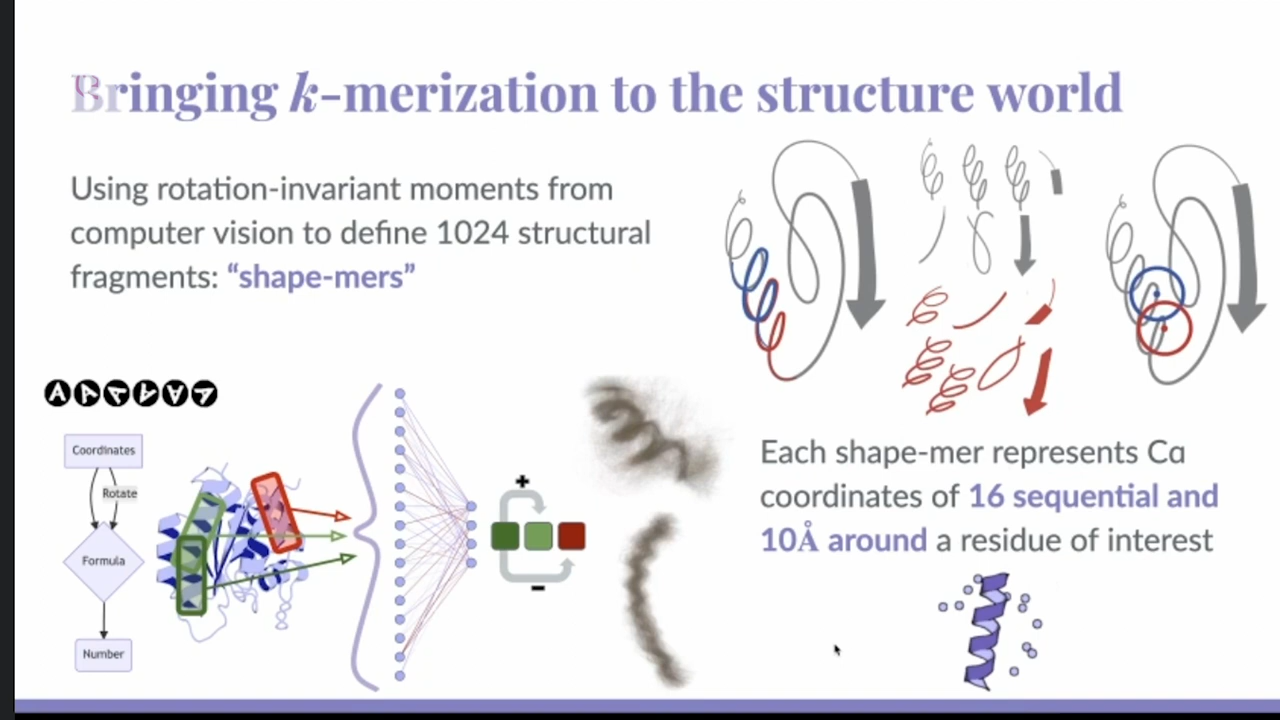 Bringing k-merization to the structure world
Using rotation-invariant moments from
computer vision to define 1024 structural
fragments: “shape-mers”
A A A A A A
Coordinates
Rotate
Formula
Number
+
-
Each shape-mer represents Cα
coordinates of 16 sequential and
10Å around a residue of interest